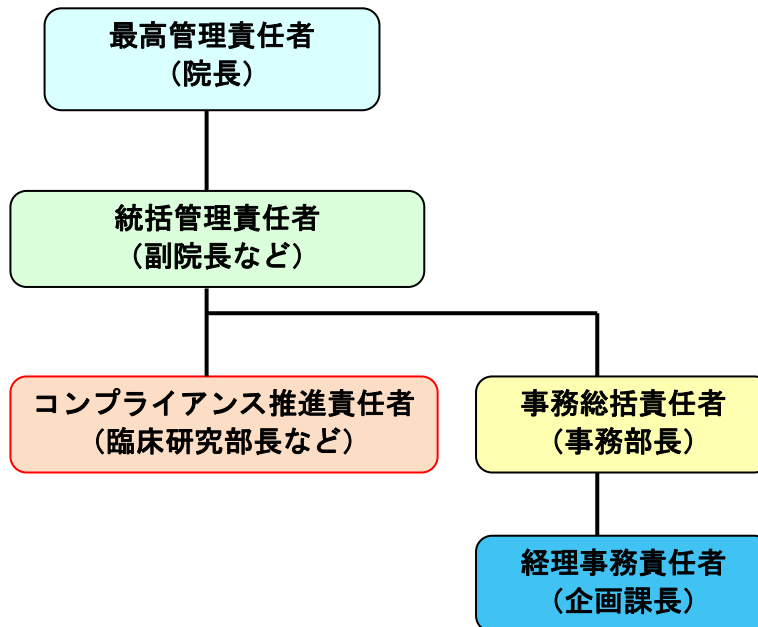 最高管理責任者
（院長）
統括管理責任者
（副院長など）
コンプライアンス推進責任者
（臨床研究部長など）
事務総括責任者
（事務部長）
経理事務責任者
（企画課長）